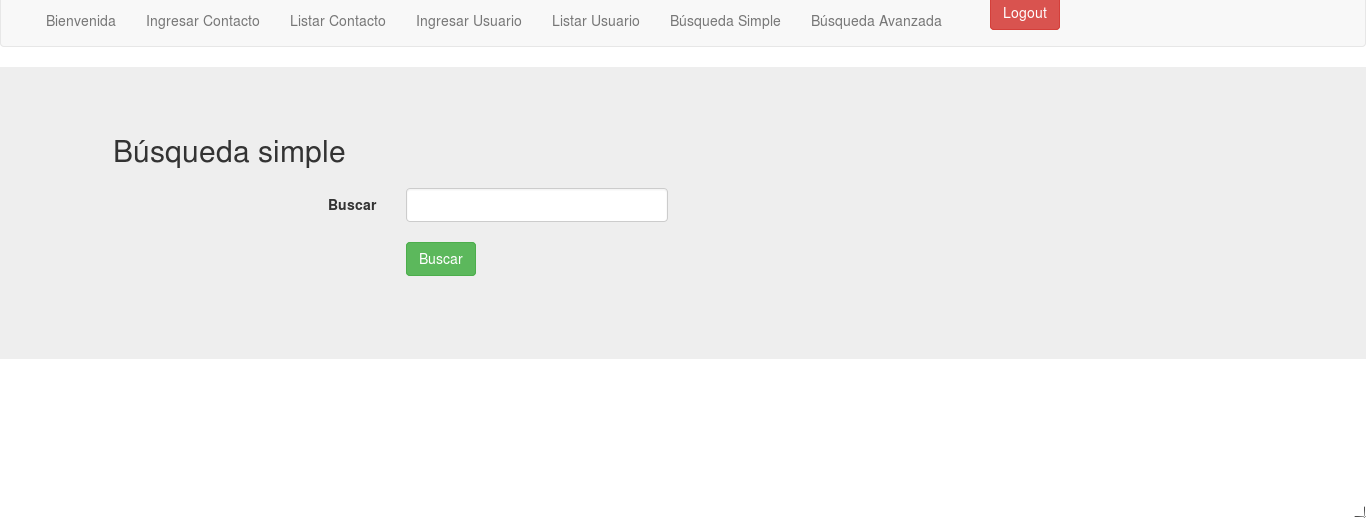 Bienvenida Ingresar Contacto Listar Contacto Ingresar Usuario Listar Usuario Búsqueda Simple Búsqueda Avanzada Logout
Búsqueda simple
Buscar
Buscar